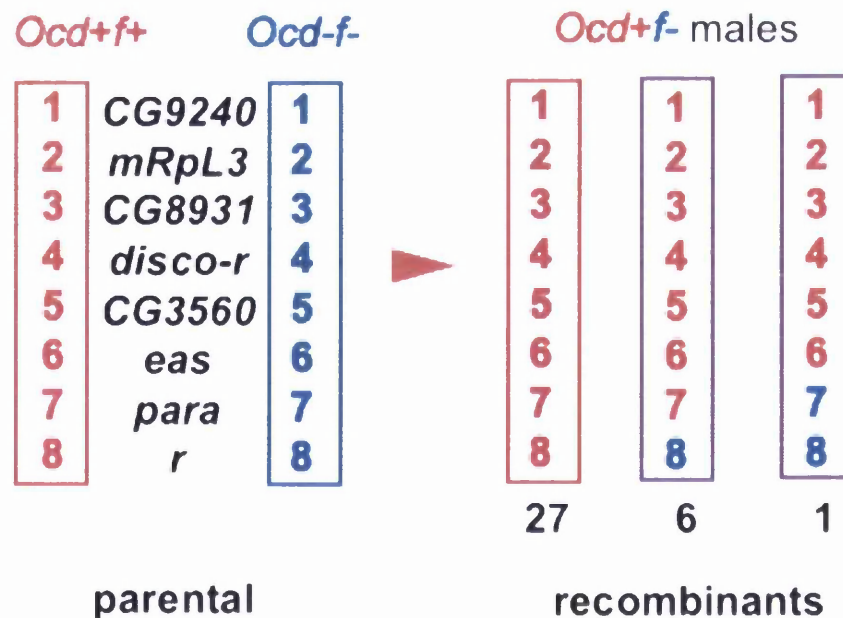 Ocd+f+ Ocd-f- Ocd+f- males
1 CG9240 1 1 1 1
2 mRpL3 2 2 2 2
3 CG8931 3 3 3 3
4 disco-r 4 4 4 4
5 CG3560 5 5 5 5
6 eas 6 6 6 6
7 para 7 7 7 7
8 r 8 8 8 8
27 6 1
parental recombinants